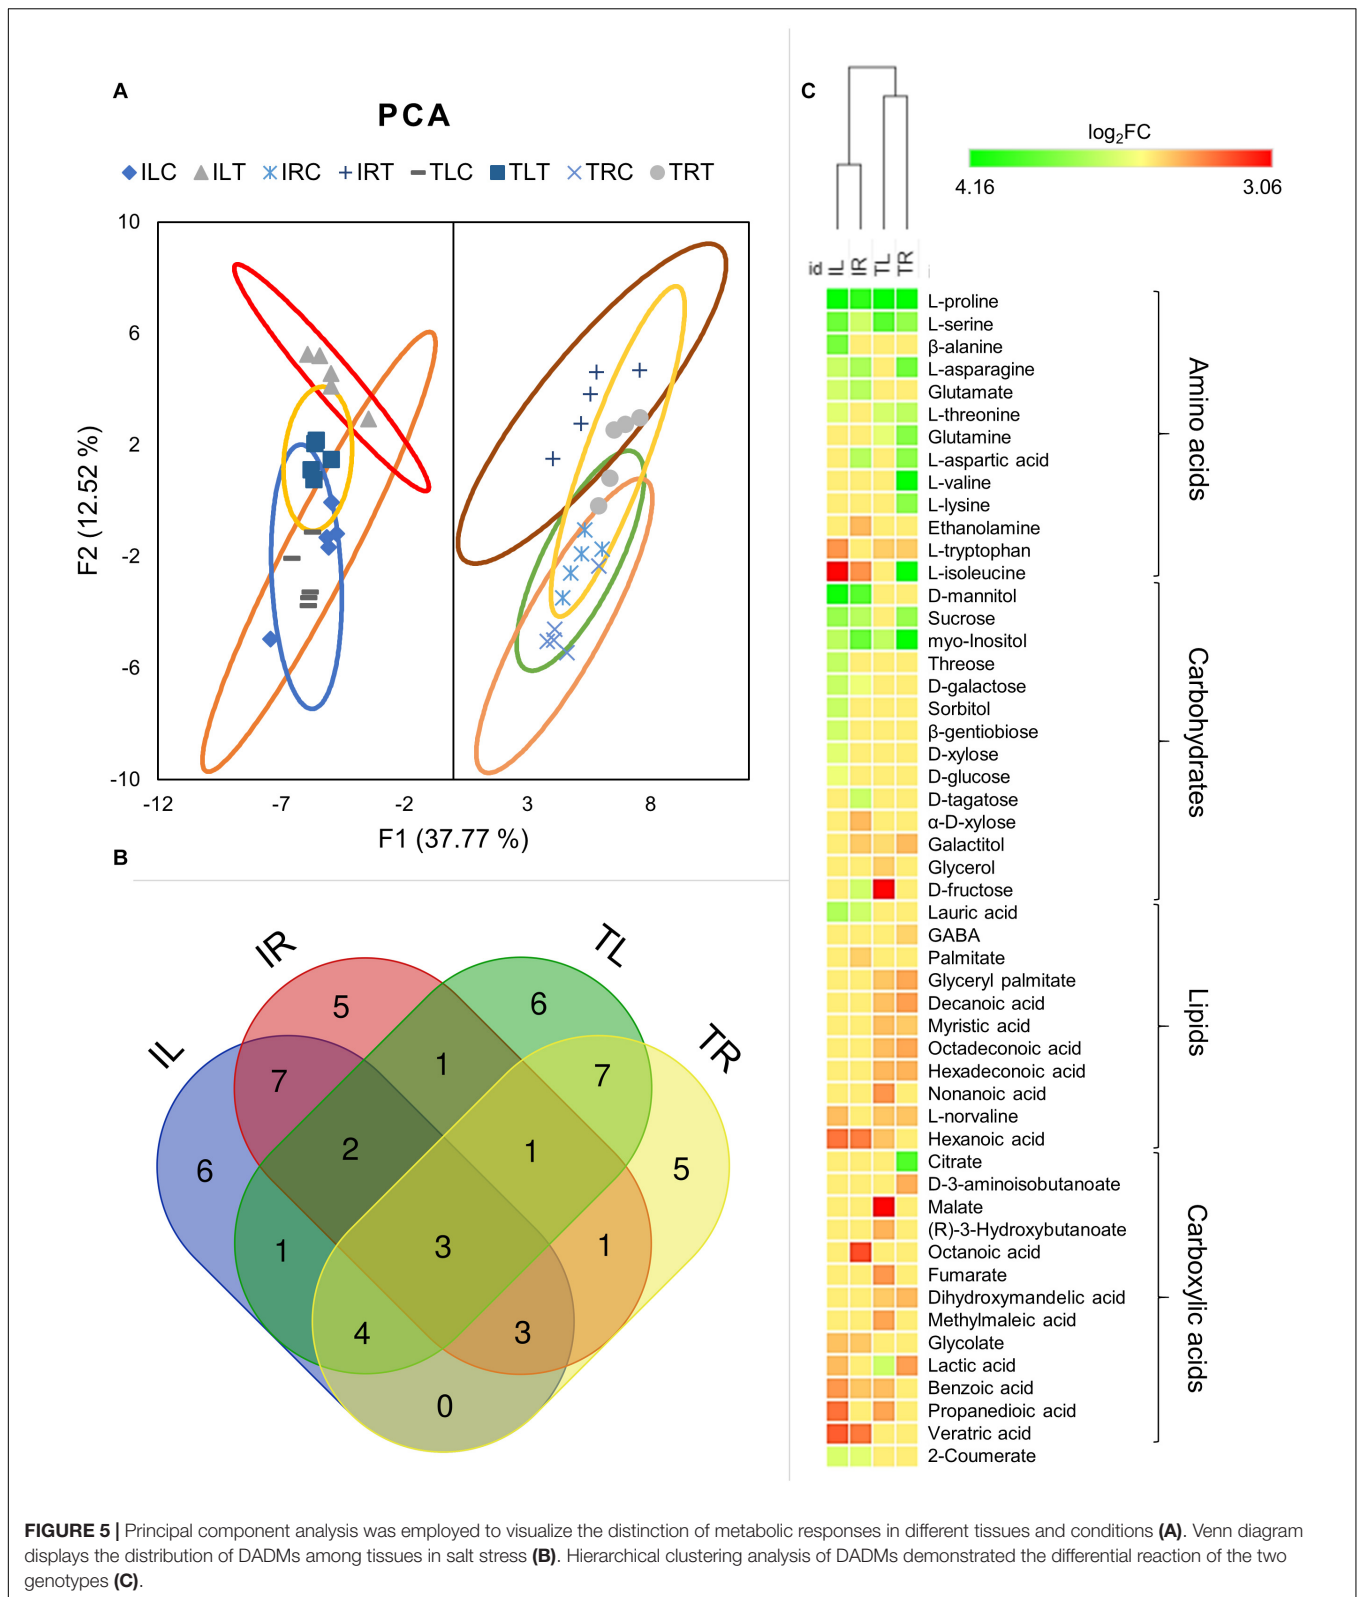 A
PCA
ILC ILT IRC IRT TLC TLT TRC TRT
10
6
2
-2
-6
-10
F2 (12.52 %)
-12 -7 -2 3 8
F1 (37.77 %)
B
IL
IR
TL
TR
5
6
7
1
7
6
2
1
5
1
3
1
4
3
0
C
log2FC
4.16 3.06
id IL IR TL TR
L-proline
L-serine
β-alanine
L-asparagine
Glutamate
L-threonine
Glutamine
L-aspartic acid
L-valine
L-lysine
Ethanolamine
L-tryptophan
L-isoleucine
D-mannitol
Sucrose
myo-Inositol
Threose
D-galactose
Sorbitol
β-gentiobiose
D-xylose
D-glucose
D-tagatose
α-D-xylose
Galactitol
Glycerol
D-fructose
Lauric acid
GABA
Palmitate
Glyceryl palmitate
Decanoic acid
Myristic acid
Octadeconoic acid
Hexadeconoic acid
Nonanoic acid
L-norvaline
Hexanoic acid
Citrate
D-3-aminoisobutanoate
Malate
(R)-3-Hydroxybutanoate
Octanoic acid
Fumarate
Dihydroxymandelic acid
Methylmaleic acid
Glycolate
Lactic acid
Benzoic acid
Propanedioic acid
Veratric acid
2-Coumerate
Amino acids
Carbohydrates
Lipids
Carboxylic acids
FIGURE 5 | Principal component analysis was employed to visualize the distinction of metabolic responses in different tissues and conditions (A). Venn diagram
displays the distribution of DADMs among tissues in salt stress (B). Hierarchical clustering analysis of DADMs demonstrated the differential reaction of the two
genotypes (C).